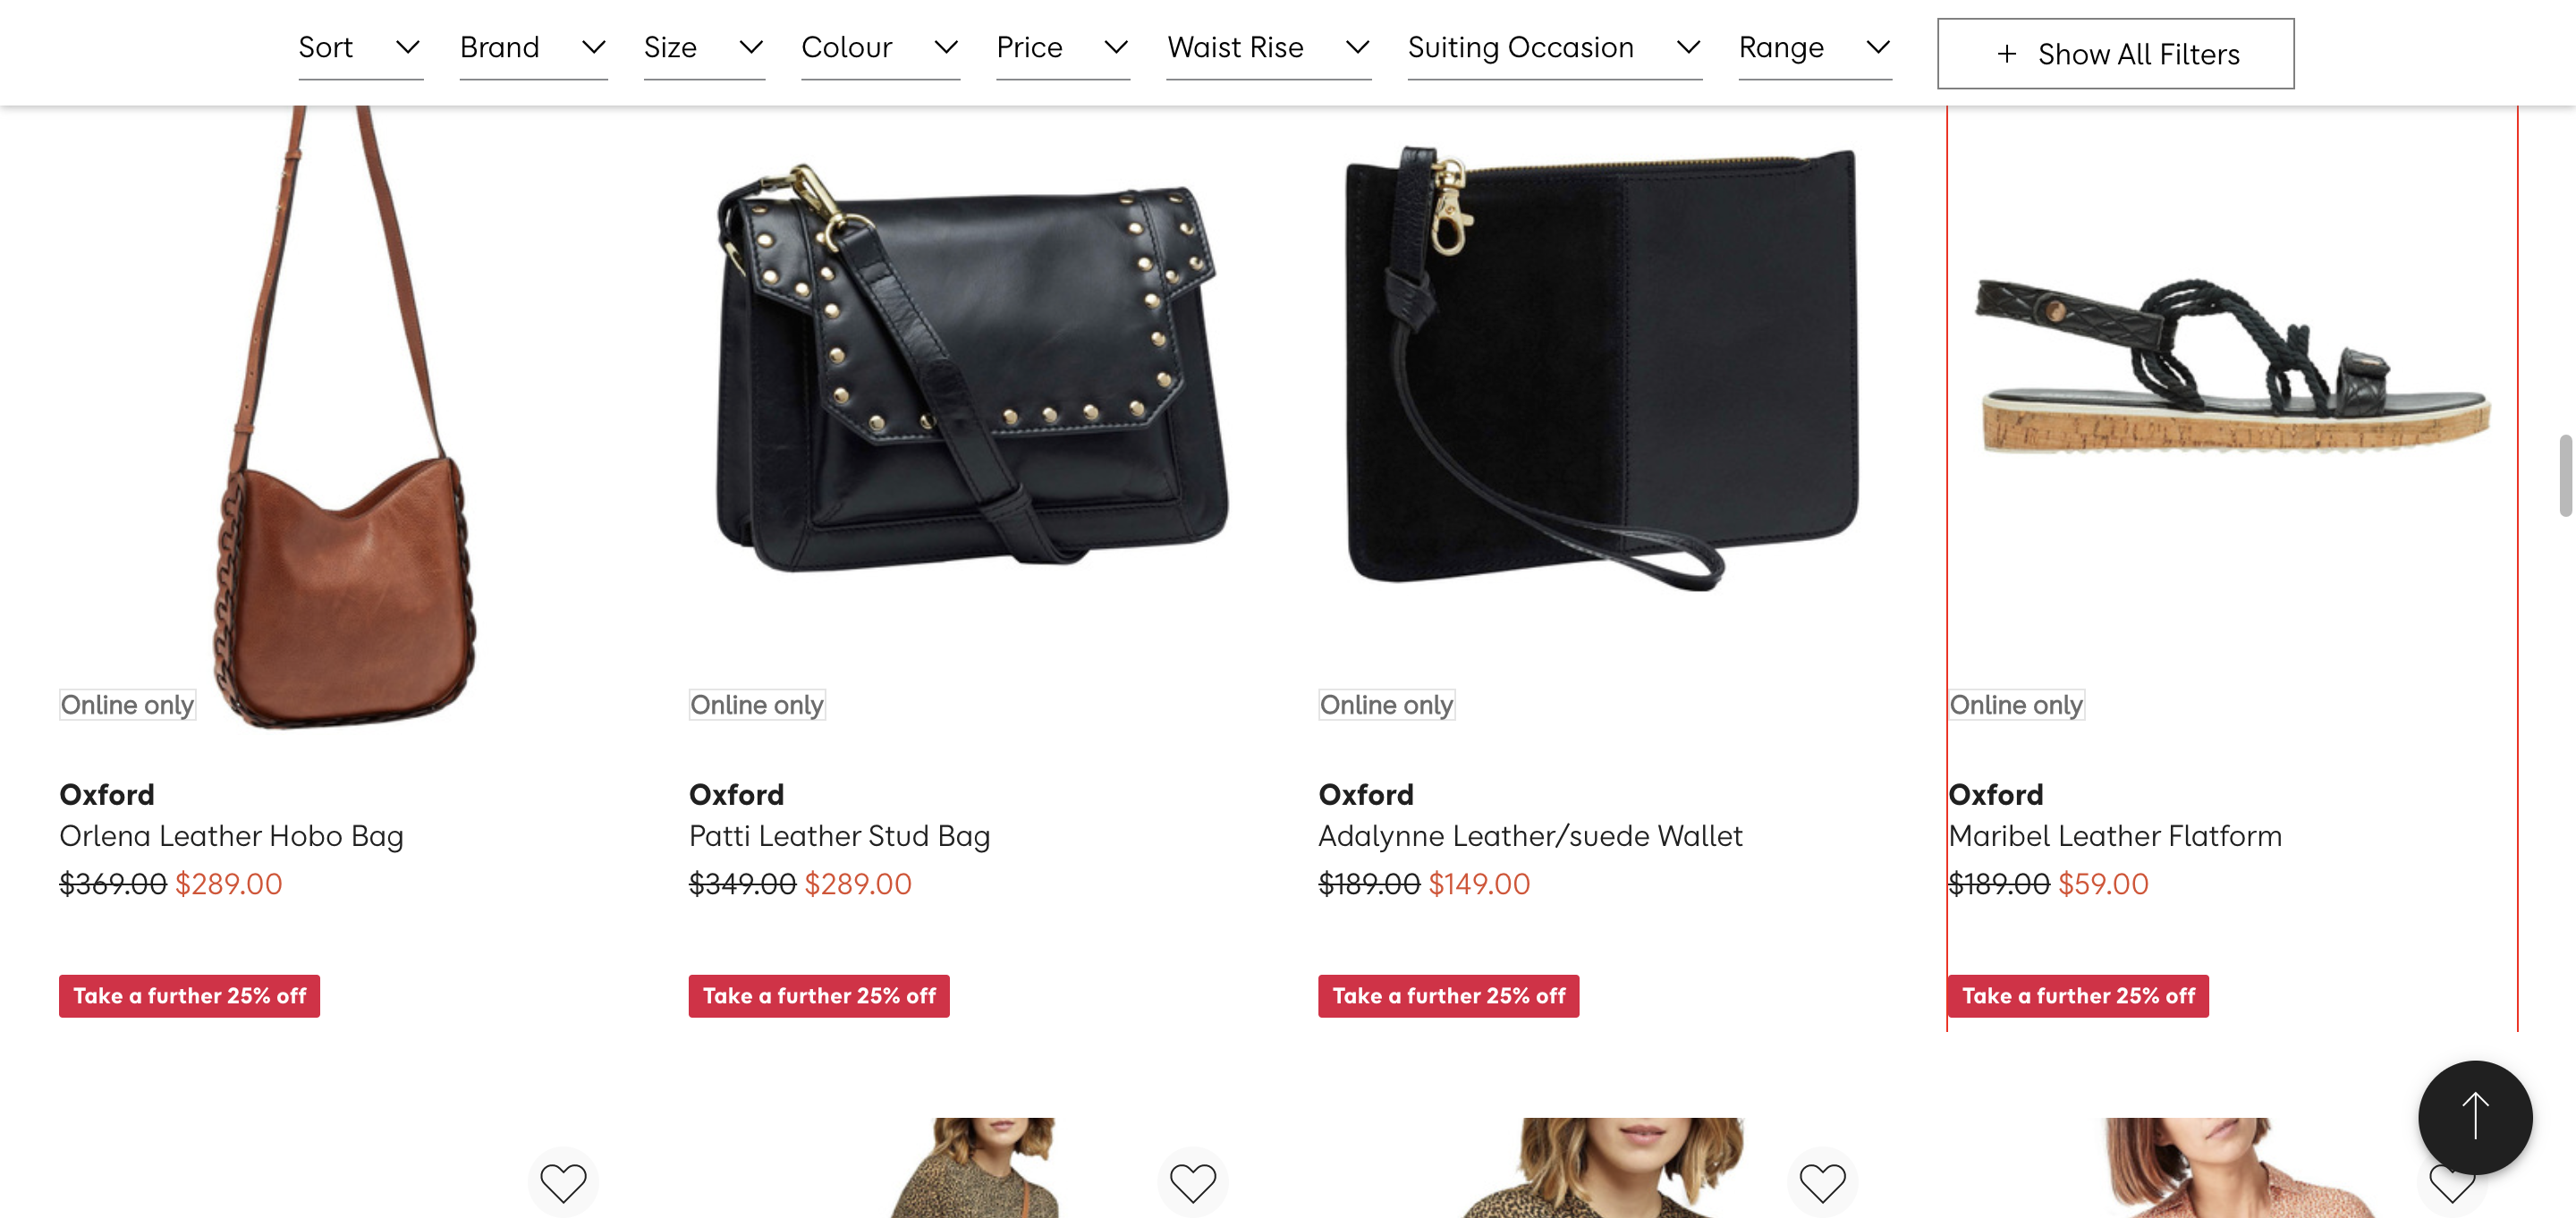 Sort
Brand
Size
Colour
Price
Waist Rise
Suiting Occasion
Range
+ Show All Filters
Online only
Online only
Online only
Online only
Oxford
Orlena Leather Hobo Bag
$369.00 $289.00
Take a further 25% off
Oxford
Patti Leather Stud Bag
$349.00 $289.00
Take a further 25% off
Oxford
Adalynne Leather/suede Wallet
$189.00 $149.00
Take a further 25% off
Oxford
Maribel Leather Flatform
$189.00 $59.00
Take a further 25% off